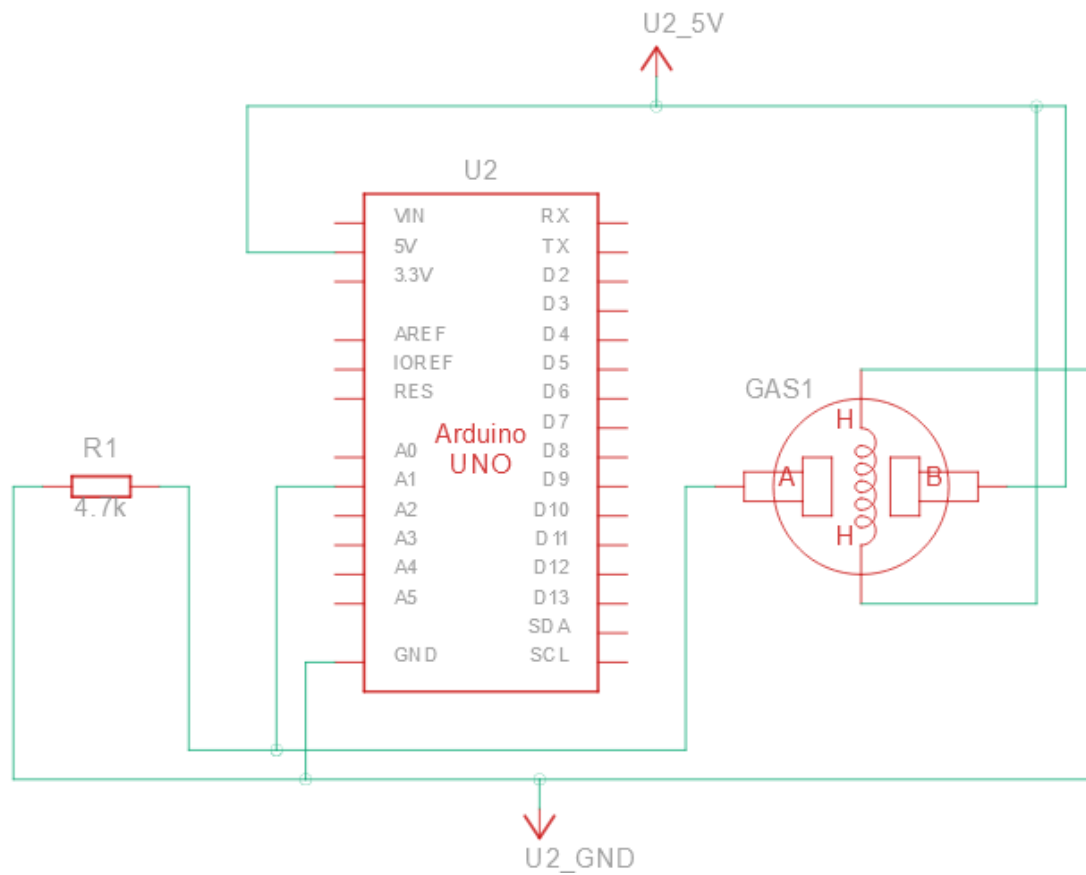 U2_5V
U2
VIN RX
5V TX
3.3V D2
D3
AREF D4
IOREF D5
RES D6
D7
Arduino
UNO
A0 D8
A1 D9
A2 D10
A3 D11
A4 D12
A5 D13
SDA
GND SCL
R1
4.7k
GAS1
H
A B
H
U2_GND